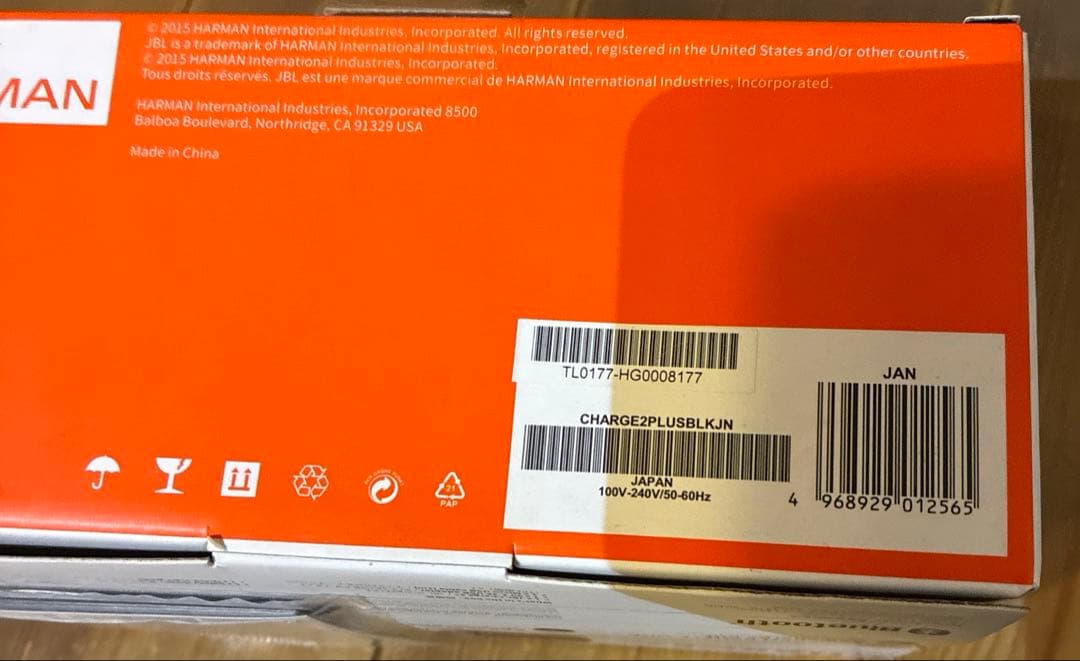 MAN
© 2015 HARMAN International Industries, Incorporated. All rights reserved.
JBL is a trademark of HARMAN International Industries, Incorporated, registered in the United States and/or other countries.
© 2015 HARMAN International Industries, Incorporated.
Tous droits réservés. JBL est une marque commercial de HARMAN International Industries, Incorporated.
HARMAN International Industries, Incorporated 8500
Balboa Boulevard, Northridge, CA 91329 USA
Made in China
TL0177-HG0008177
CHARGE2PLUSBLKJN
JAPAN
100V-240V/50-60Hz
JAN
4 968929 012565
21
PAP
Bluetooth